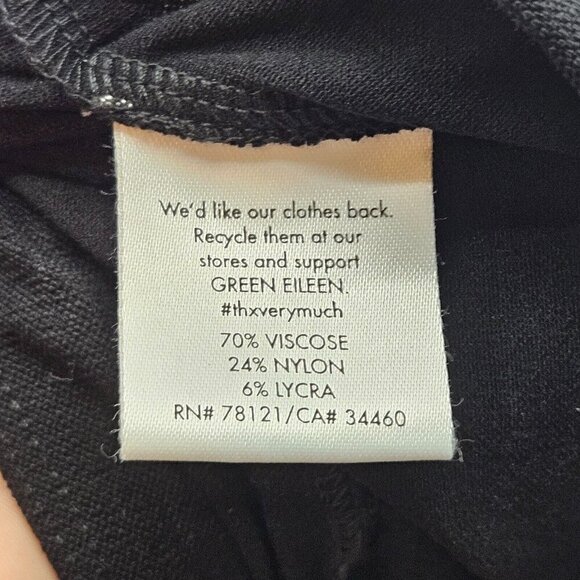 We'd like our clothes back.
Recycle them at our
stores and support
GREEN EILEEN.
#thxverymuch
70% VISCOSE
24% NYLON
6% LYCRA
RN# 78121/CA# 34460